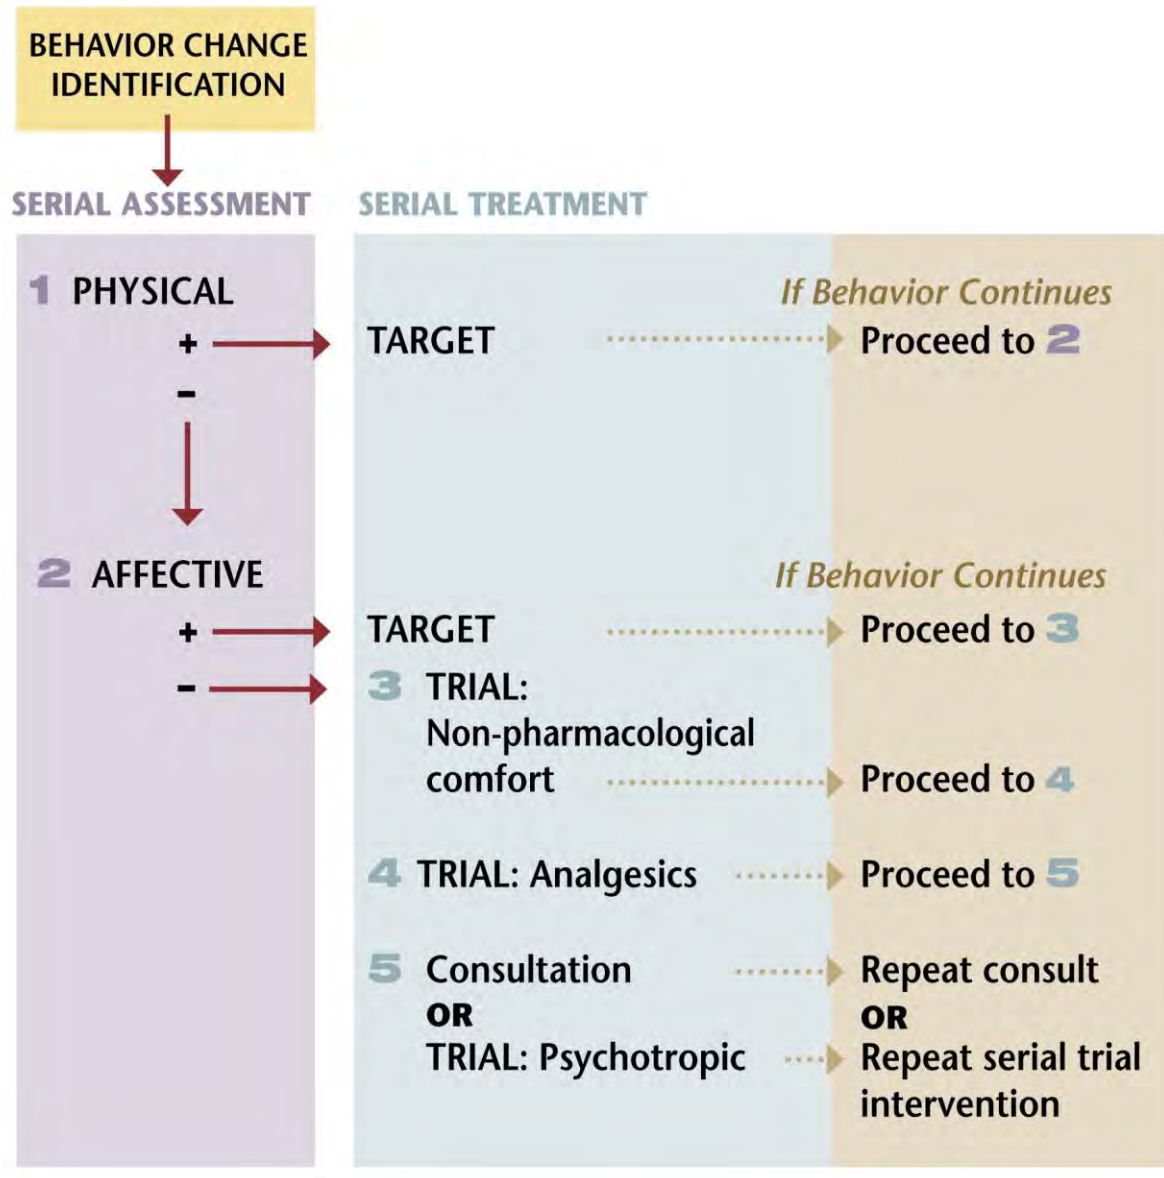 BEHAVIOR CHANGE
IDENTIFICATION
SERIAL ASSESSMENT
SERIAL TREATMENT
1 PHYSICAL
If Behavior Continues
+
TARGET
Proceed to 2
-
2 AFFECTIVE
If Behavior Continues
+
TARGET
Proceed to 3
-
3 TRIAL:
Non-pharmacological
comfort
Proceed to 4
4 TRIAL: Analgesics
Proceed to 5
5 Consultation
OR
TRIAL: Psychotropic
Repeat consult
OR
Repeat serial trial
intervention